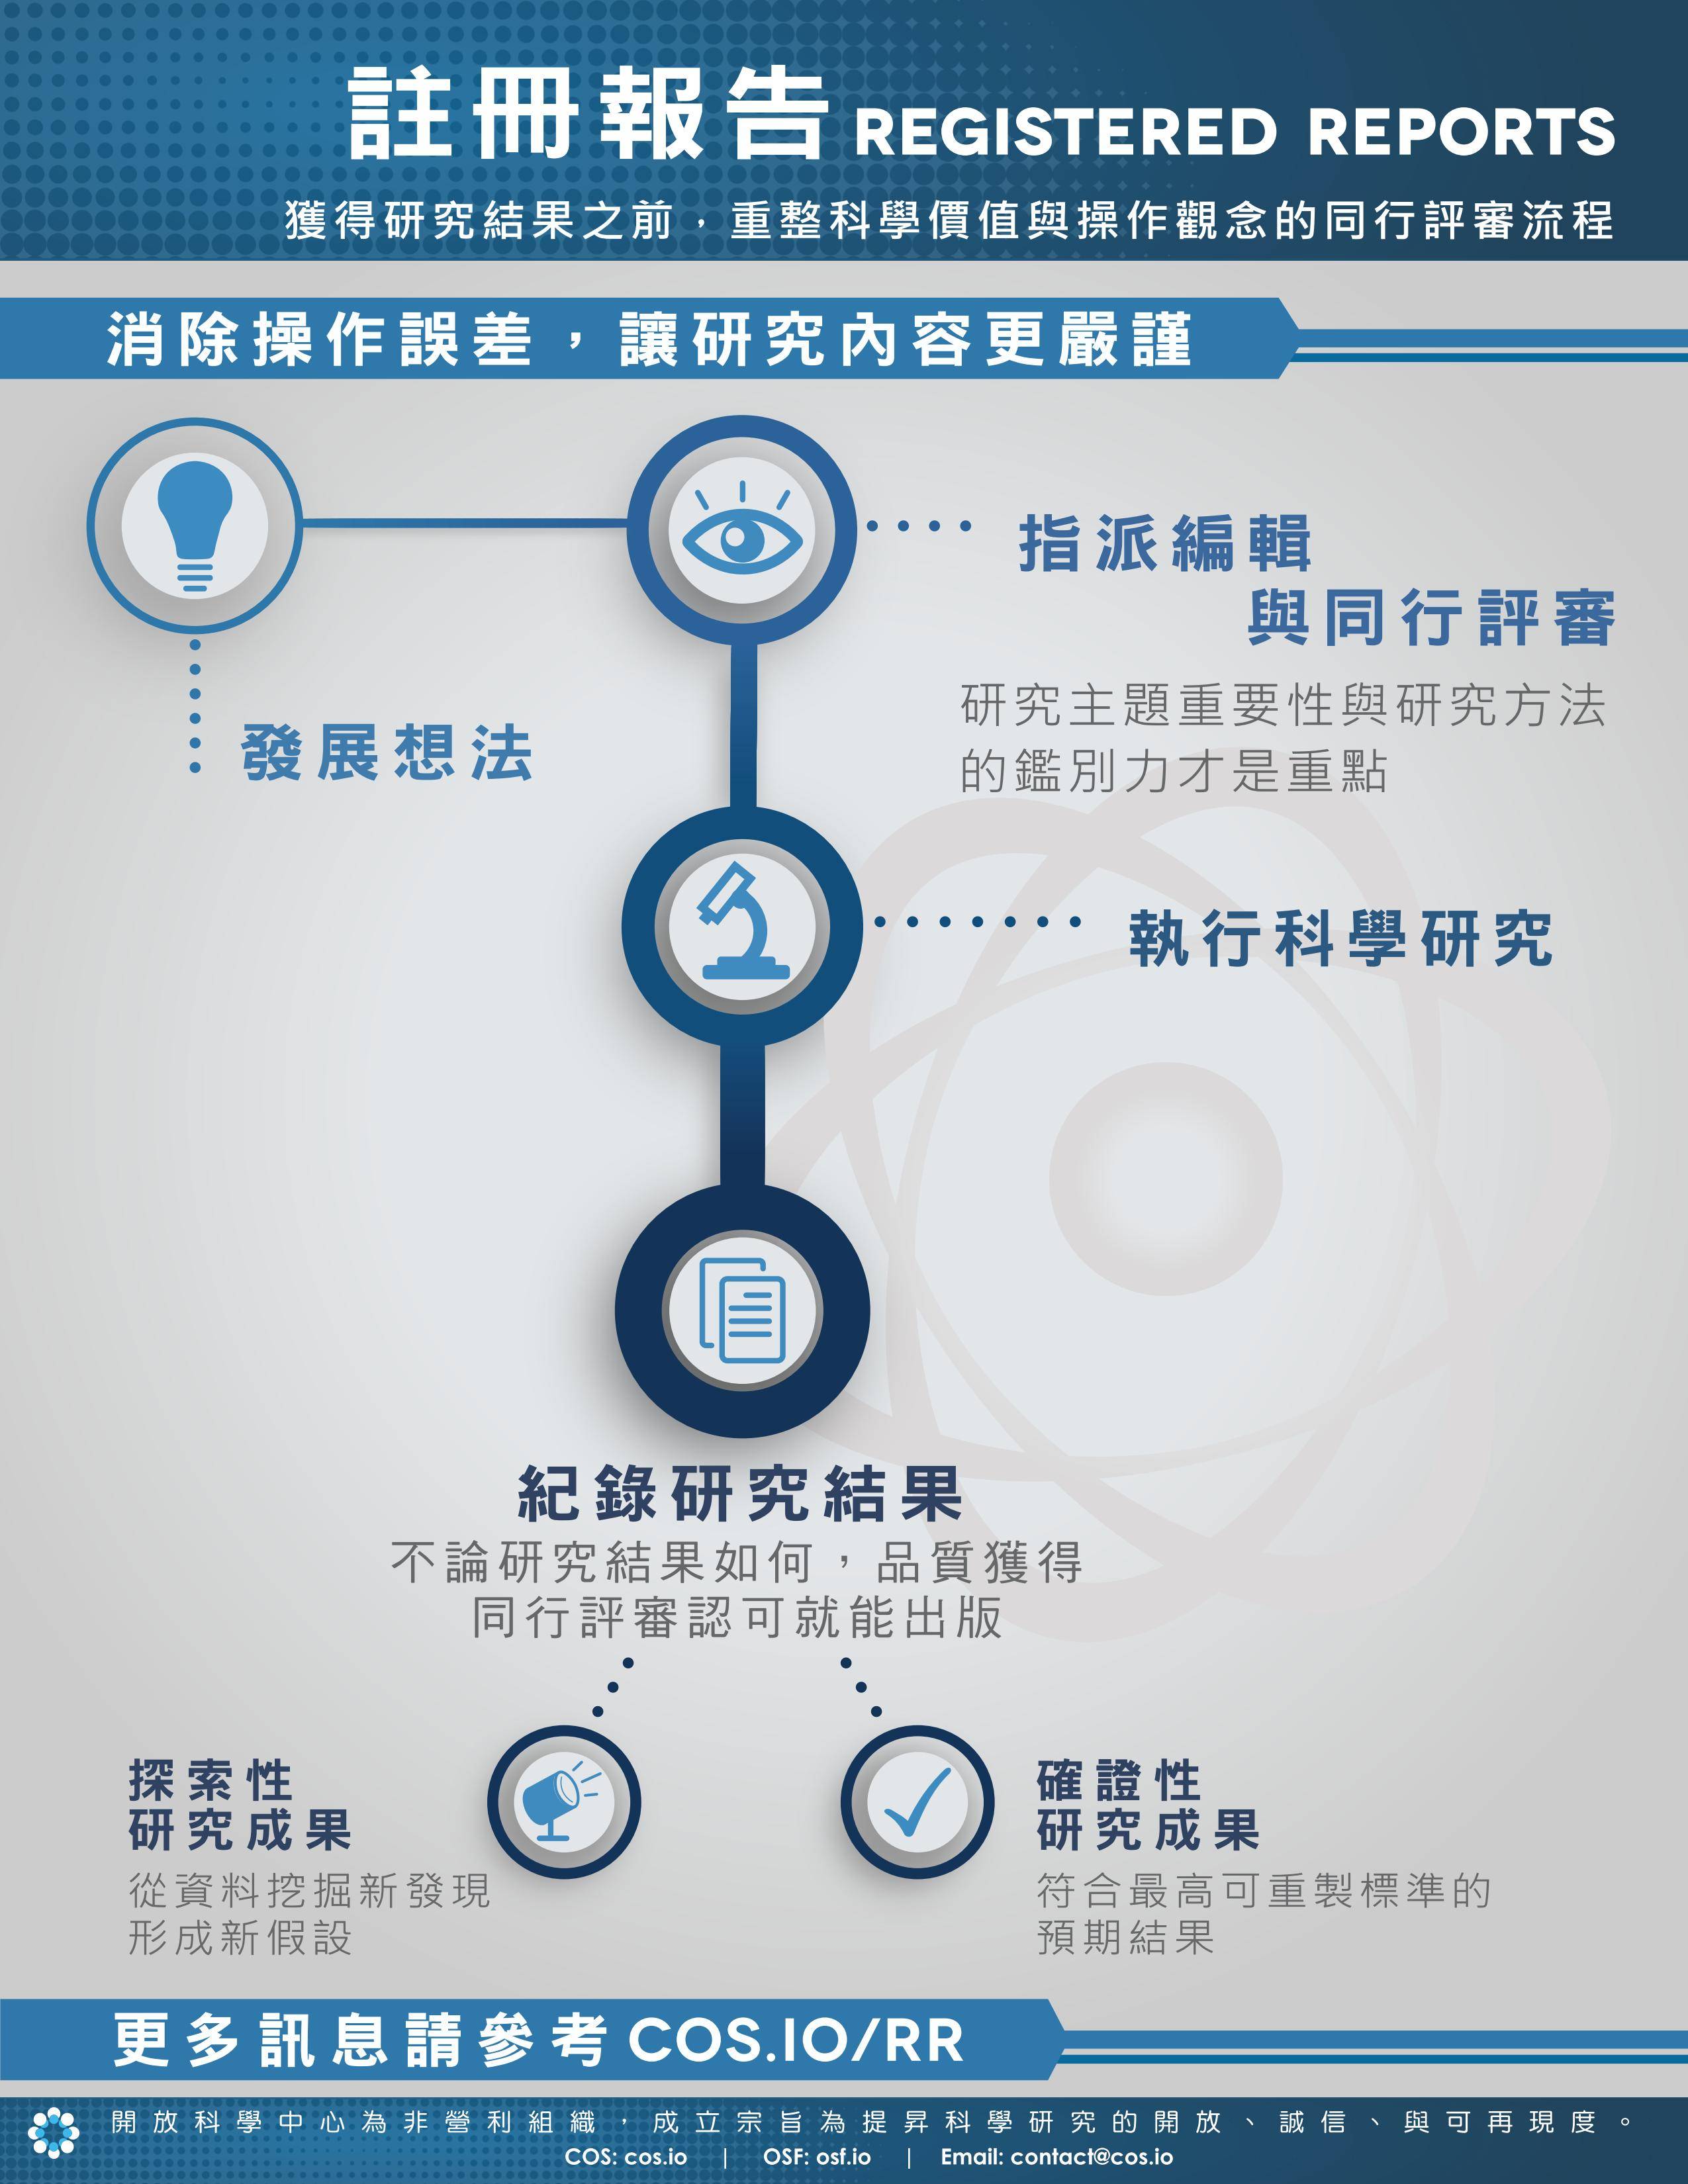 註冊報告 REGISTERED REPORTS
獲得研究結果之前，重整科學價值與操作觀念的同行評審流程
消除操作誤差，讓研究內容更嚴謹
發展想法
指派編輯
與同行評審
研究主題重要性與研究方法
的鑑別力才是重點
執行科學研究
紀錄研究結果
不論研究結果如何，品質獲得
同行評審認可就能出版
探索性
研究成果
從資料挖掘新發現
形成新假設
確證性
研究成果
符合最高可重製標準的
預期結果
更多訊息請參考 COS.IO/RR
開放科學中心為非營利組織，成立宗旨為提昇科學研究的開放、誠信、與可再現度。
COS: cos.io | OSF: osf.io | Email: contact@cos.io